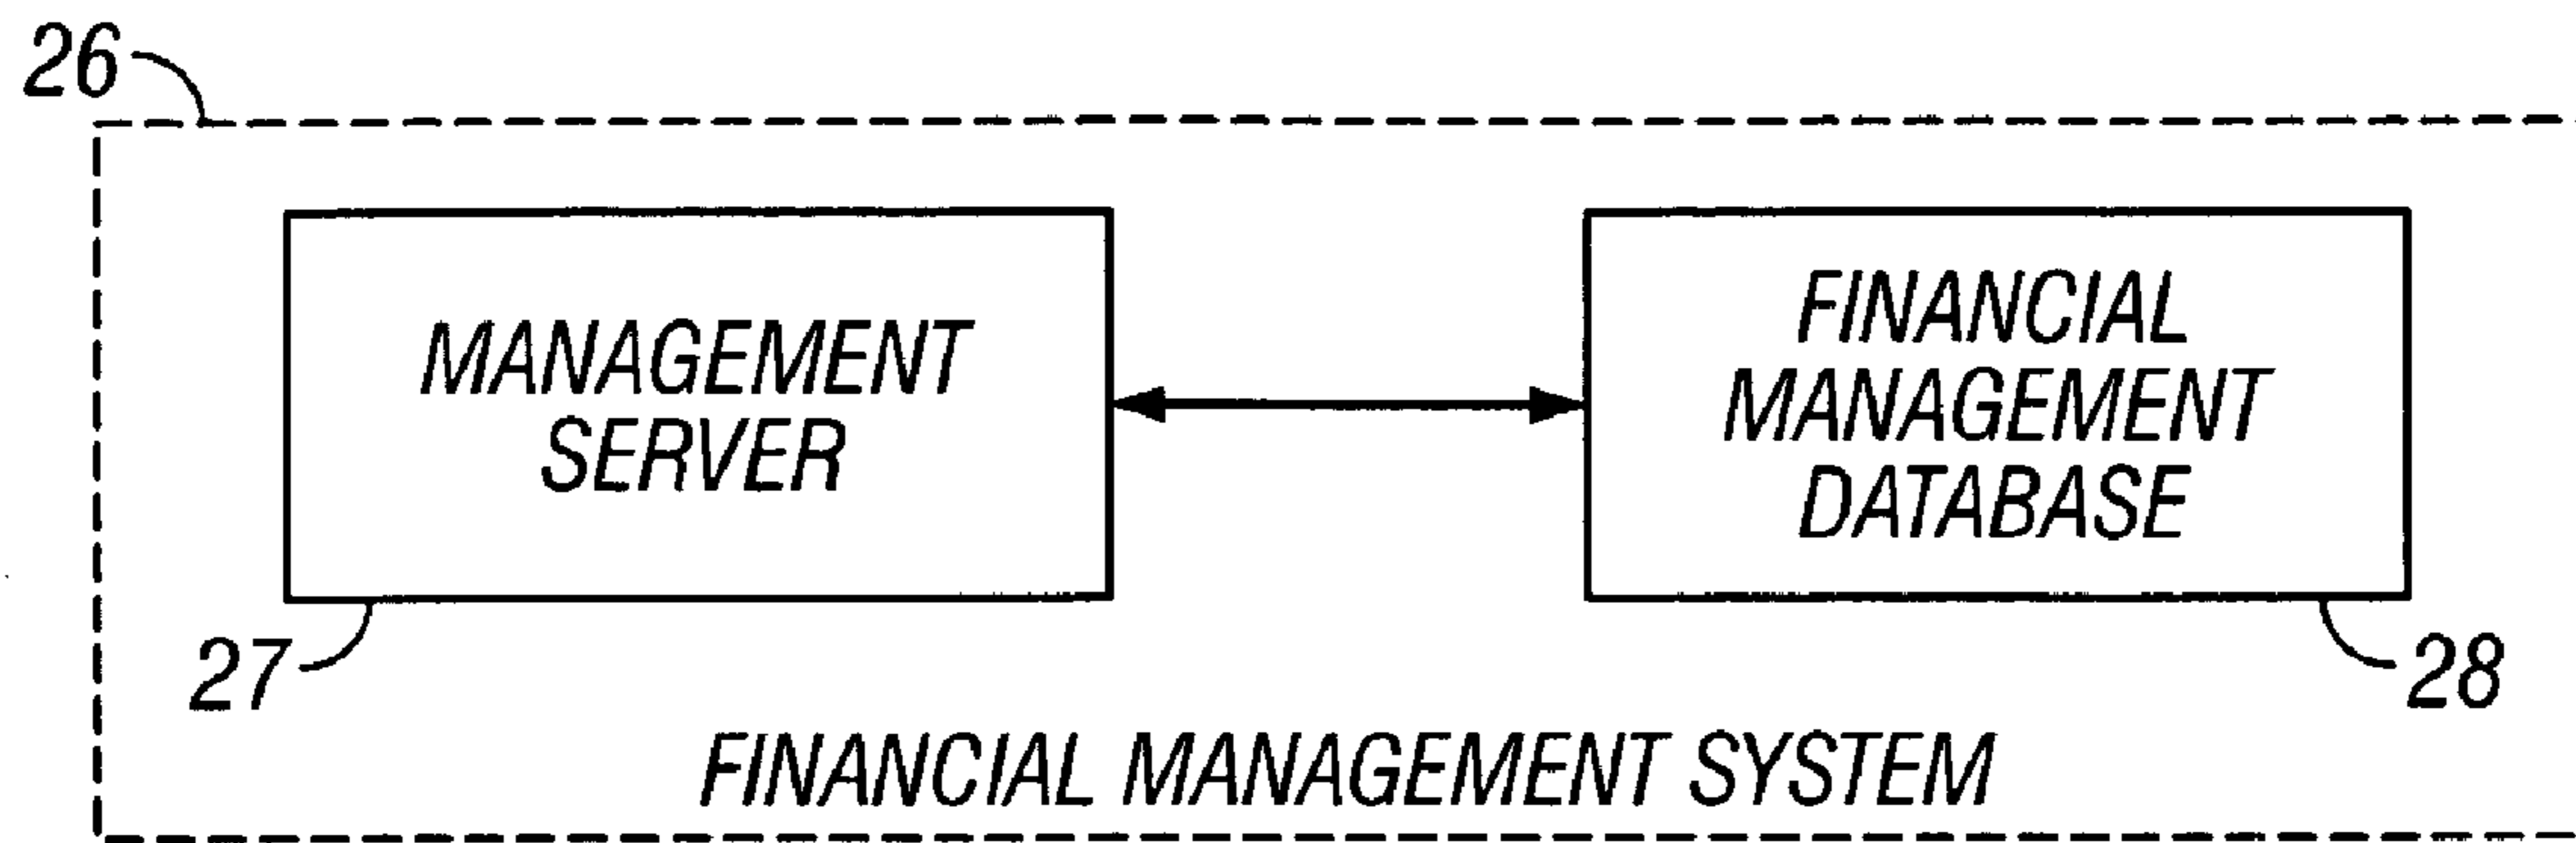 26
MANAGEMENT
SERVER
FINANCIAL
MANAGEMENT
DATABASE
27
28
FINANCIAL MANAGEMENT SYSTEM